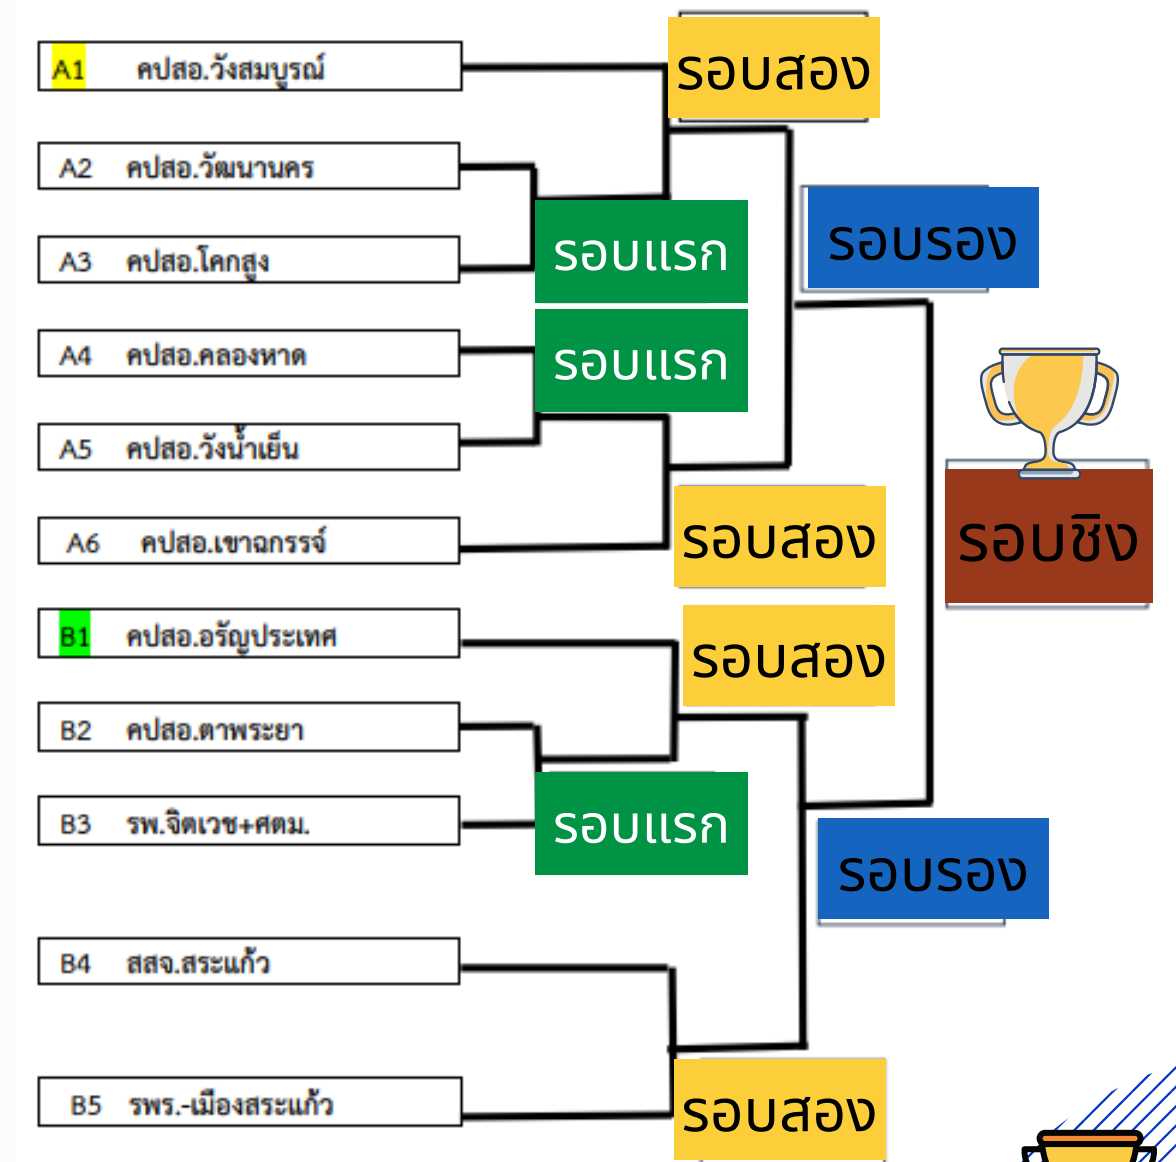 A1 คปสอ.วังสมบูรณ์
รอบสอง
A2 คปสอ.วัฒนานคร
รอบรอง
A3 คปสอ.โคกสูง
รอบแรก
A4 คปสอ.คลองหาด
รอบแรก
A5 คปสอ.วังน้ำเย็น
A6 คปสอ.เขาฉกรรจ์
รอบสอง
รอบชิง
B1 คปสอ.อรัญประเทศ
รอบสอง
B2 คปสอ.ตาพระยา
B3 รพ.จิตเวช+ศตม.
รอบแรก
รอบรอง
B4 สสจ.สระแก้ว
B5 รพร.-เมืองสระแก้ว
รอบสอง